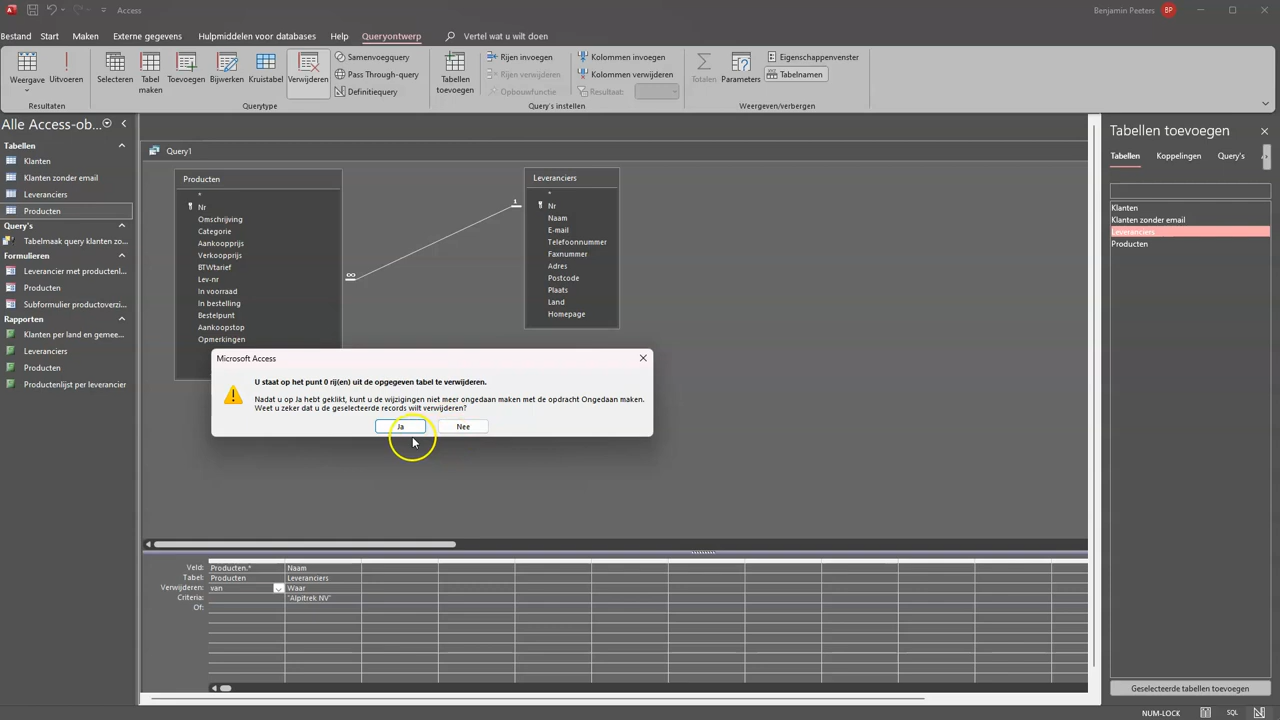 Access
Benjamin Peeters BP
Bestand Start Maken Externe gegevens Hulpmiddelen voor databases Help Queryontwerp Vertel wat u wilt doen
Weergave Uitvoeren
Selecteren Tabel maken Toevoegen Bijwerken Kruistabel Verwijderen
Samenvoegquery
Pass Through-query
Definitiequery
Tabellen toevoegen
Rijen invoegen
Rijen verwijderen
Opbouwfunctie
Kolommen invoegen
Kolommen verwijderen
Resultaat:
Totalen Parameters
Eigenschappenvenster
Tabelnamen
Resultaten Querytype Query's instellen Weergeven/verbergen
Alle Access-ob...
Tabellen
Klanten
Klanten zonder email
Leveranciers
Producten
Query's
Tabelmaak query klanten zo...
Formulieren
Leverancier met productenl...
Producten
Subformulier productoverzi...
Rapporten
Klanten per land en gemee...
Leveranciers
Producten
Productenlijst per leverancier
Query1
Producten
*
Nr
Omschrijving
Categorie
Aankoopprijs
Verkoopprijs
BTWtarief
Lev-nr
In voorraad
In bestelling
Bestelpunt
Aankoopstop
Opmerkingen
∞
1
Leveranciers
*
Nr
Naam
E-mail
Telefoonnummer
Faxnummer
Adres
Postcode
Plaats
Land
Homepage
Microsoft Access
U staat op het punt 0 rij(en) uit de opgegeven tabel te verwijderen.
Nadat u op Ja hebt geklikt, kunt u de wijzigingen niet meer ongedaan maken met de opdracht Ongedaan maken.
Weet u zeker dat u de geselecteerde records wilt verwijderen?
Ja Nee
Veld: Producten.* Naam
Tabel: Producten Leveranciers
Verwijderen: van Waar
Criteria: "Alpitrek NV"
Of:
Tabellen toevoegen
Tabellen Koppelingen Query's
Klanten
Klanten zonder email
Leveranciers
Producten
Geselecteerde tabellen toevoegen
NUM-LOCK SQL